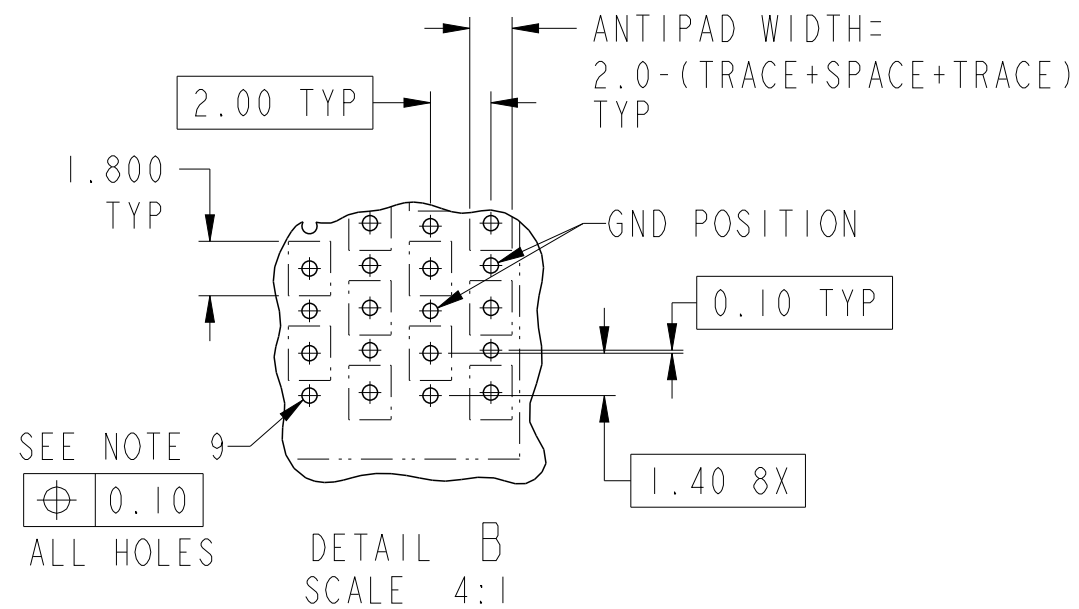 ANTIPAD WIDTH=
2.0-(TRACE+SPACE+TRACE)
TYP
2.00 TYP
1.800
TYP
GND POSITION
0.10 TYP
SEE NOTE 9
0.10
ALL HOLES
1.40 8X
DETAIL B
SCALE 4:1